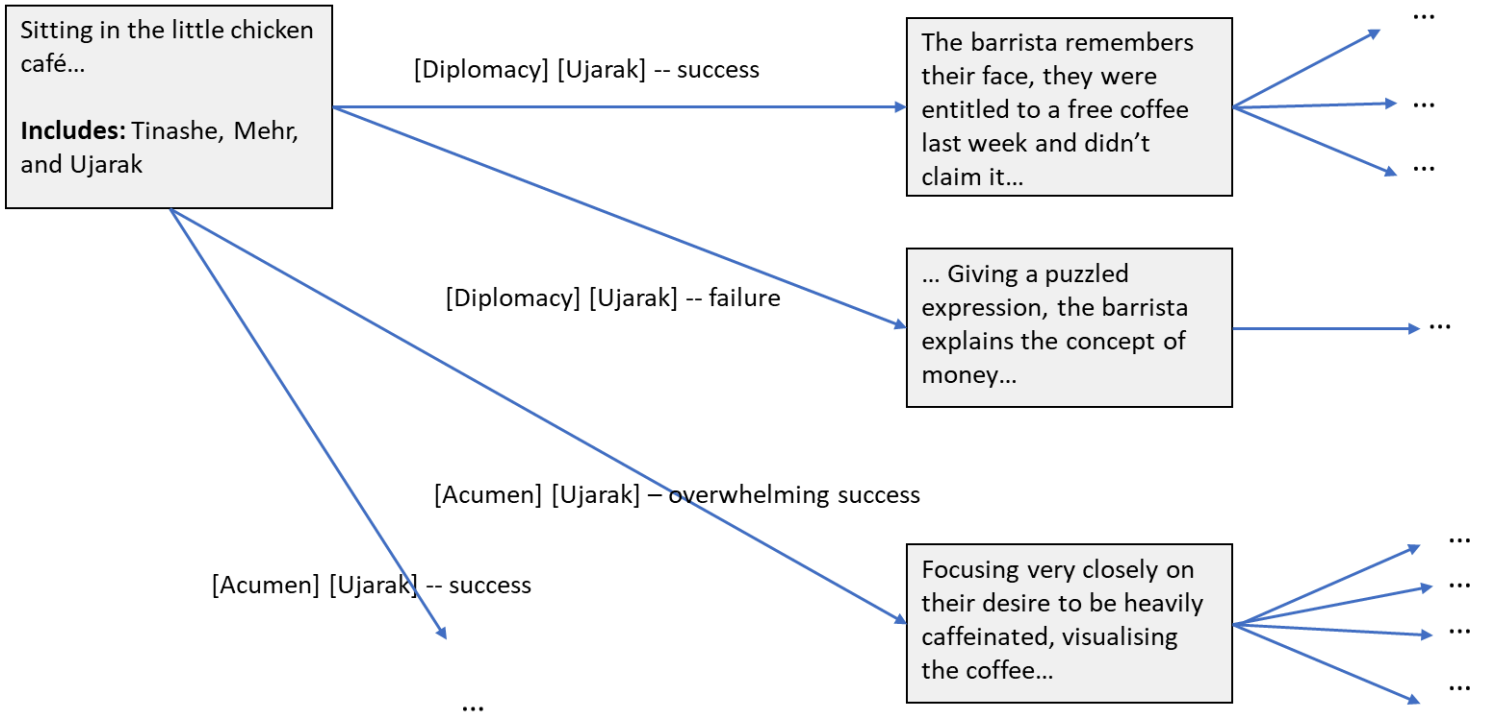 Sitting in the little chicken
café...
Includes: Tinashe, Mehr,
and Ujarak
[Diplomacy] [Ujarak] -- success
The barrista remembers
their face, they were
entitled to a free coffee
last week and didn’t
claim it...
...
...
...
[Diplomacy] [Ujarak] -- failure
... Giving a puzzled
expression, the barrista
explains the concept of
money...
...
[Acumen] [Ujarak] – overwhelming success
Focusing very closely on
their desire to be heavily
caffeinated, visualising
the coffee...
...
...
...
...
[Acumen] [Ujarak] -- success
...